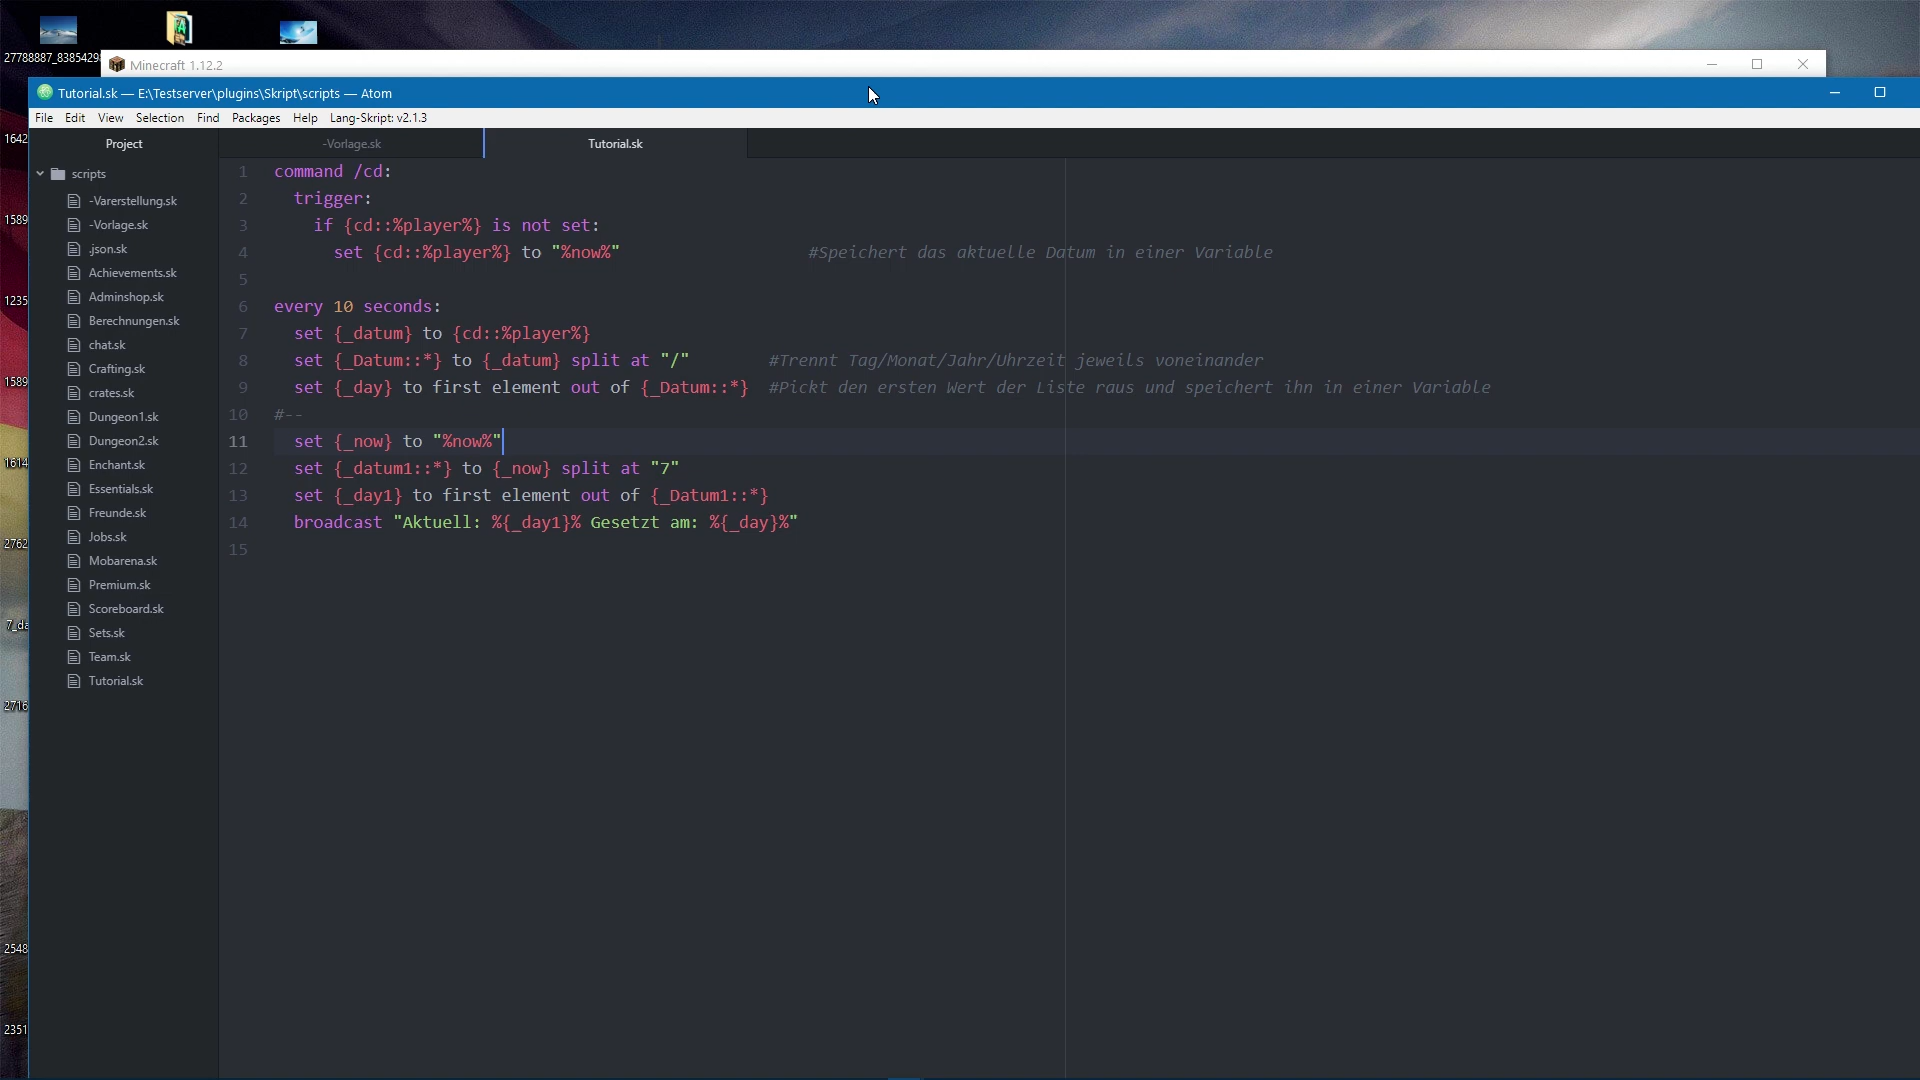 27788887_8385429
Minecraft 1.12.2
Tutorial.sk — E:\Testserver\plugins\Skript\scripts — Atom
File Edit View Selection Find Packages Help Lang-Skript: v2.1.3
Project
-Vorlage.sk
Tutorial.sk
scripts
-Varerstellung.sk
-Vorlage.sk
.json.sk
Achievements.sk
Adminshop.sk
Berechnungen.sk
chat.sk
Crafting.sk
crates.sk
Dungeon1.sk
Dungeon2.sk
Enchant.sk
Essentials.sk
Freunde.sk
Jobs.sk
Mobarena.sk
Premium.sk
Scoreboard.sk
Sets.sk
Team.sk
Tutorial.sk
1 command /cd:
2 trigger:
3 if {cd::%player%} is not set:
4 set {cd::%player%} to "%now%" #Speichert das aktuelle Datum in einer Variable
5
6 every 10 seconds:
7 set {_datum} to {cd::%player%}
8 set {_Datum::*} to {_datum} split at "/" #Trennt Tag/Monat/Jahr/Uhrzeit jeweils voneinander
9 set {_day} to first element out of {_Datum::*} #Pickt den ersten Wert der Liste raus und speichert ihn in einer Variable
10 #--
11 set {_now} to "%now%"
12 set {_datum1::*} to {_now} split at "7"
13 set {_day1} to first element out of {_Datum1::*}
14 broadcast "Aktuell: %{_day1}% Gesetzt am: %{_day}%"
15
1642
1589
1235
1589
1614
2762
7_da
2716
2548
2351